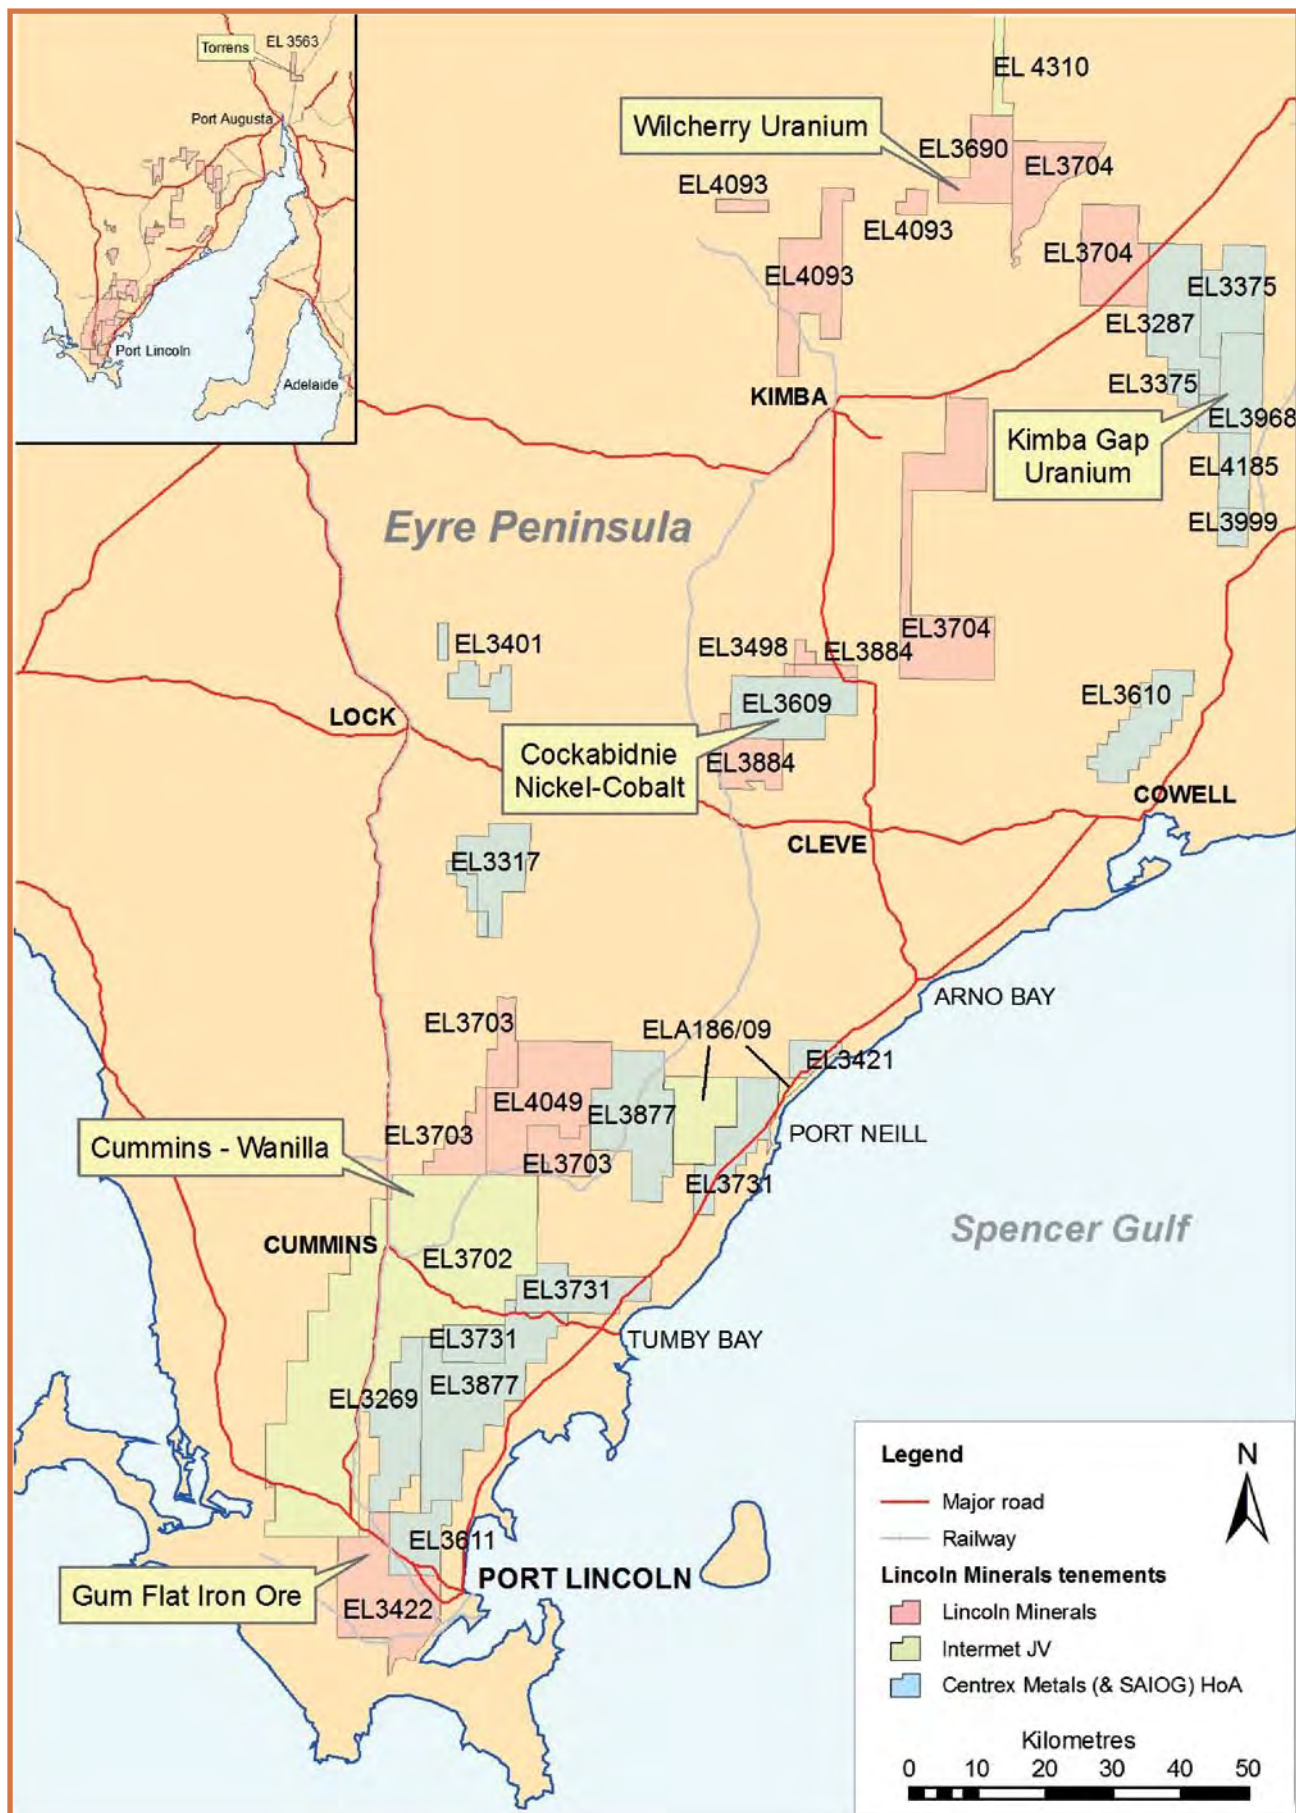 EL 3563
Torrens
Port Augusta
Port Lincoln
Adelaide
EL 4310
Wilcherry Uranium
EL3690
EL3704
EL4093
EL4093
EL3704
EL4093
EL3375
EL3287
EL3375
KIMBA
EL3968
Kimba Gap
Uranium
EL4185
EL3999
Eyre Peninsula
EL3401
EL3498
EL3884
EL3704
EL3609
EL3610
LOCK
Cockabidnie
Nickel-Cobalt
EL3884
COWELL
CLEVE
EL3317
ARNO BAY
EL3703
ELA186/09
EL3421
EL4049
EL3877
EL3703
PORT NEILL
Cummins - Wanilla
EL3703
EL3731
Spencer Gulf
CUMMINS
EL3702
EL3731
EL3731
TUMBY BAY
EL3269
EL3877
EL3611
PORT LINCOLN
Gum Flat Iron Ore
EL3422
Legend
N
Major road
Railway
Lincoln Minerals tenements
Lincoln Minerals
Intermet JV
Centrex Metals (& SAIOG) HoA
Kilometres
0 10 20 30 40 50